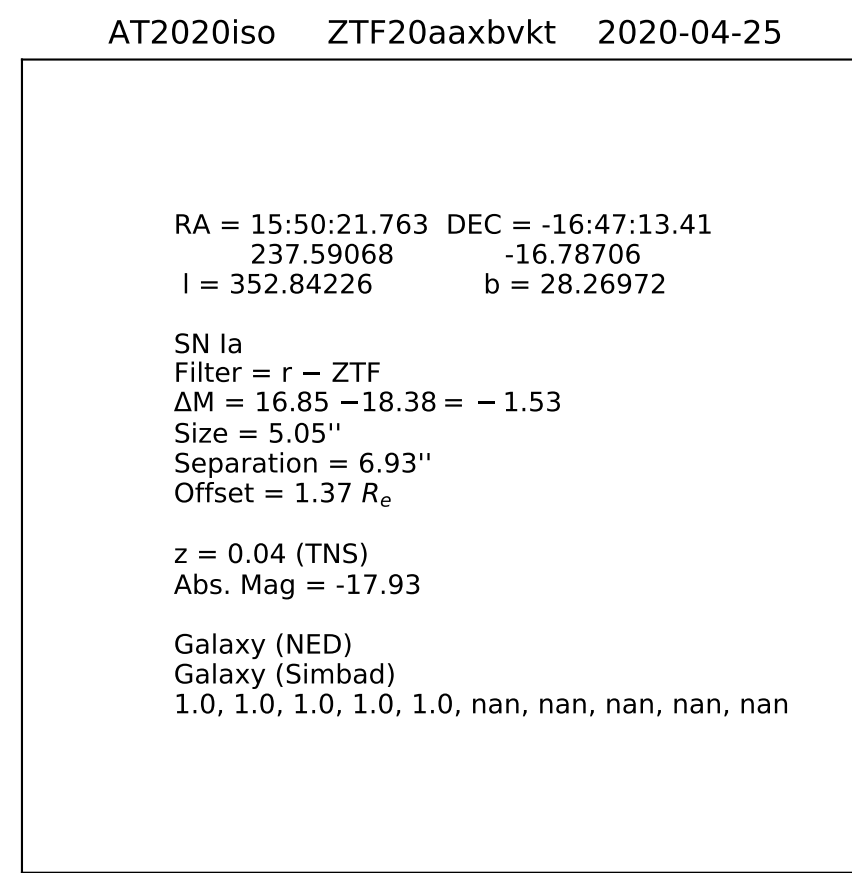 AT2020iso ZTF20aaxbvkt 2020-04-25
RA = 15:50:21.763 DEC = -16:47:13.41
237.59068 -16.78706
l = 352.84226 b = 28.26972
SN Ia
Filter = r − ZTF
ΔM = 16.85 −18.38 = − 1.53
Size = 5.05''
Separation = 6.93''
Offset = 1.37 Rₑ
z = 0.04 (TNS)
Abs. Mag = -17.93
Galaxy (NED)
Galaxy (Simbad)
1.0, 1.0, 1.0, 1.0, 1.0, nan, nan, nan, nan, nan